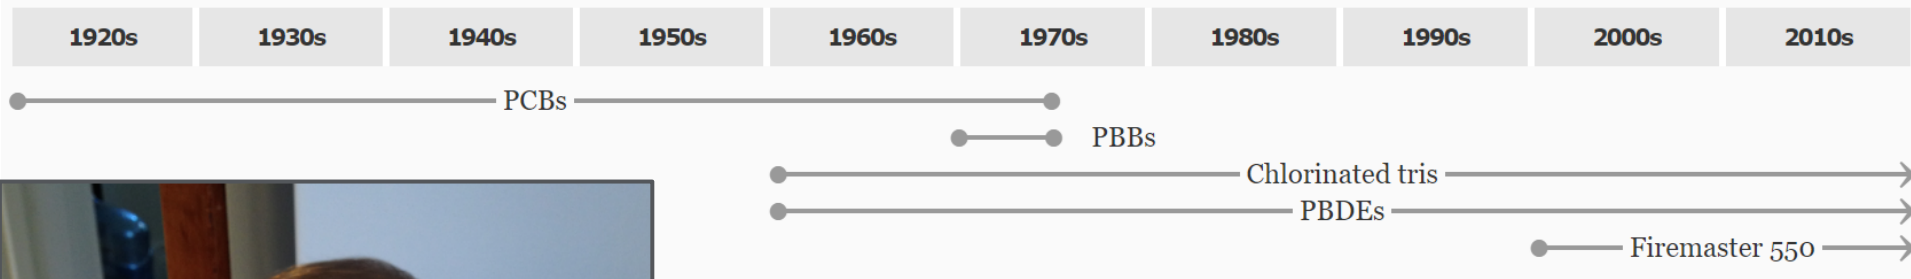 1920s 1930s 1940s 1950s 1960s 1970s 1980s 1990s 2000s 2010s
PCBs
PBBs
Chlorinated tris
PBDEs
Firemaster 550